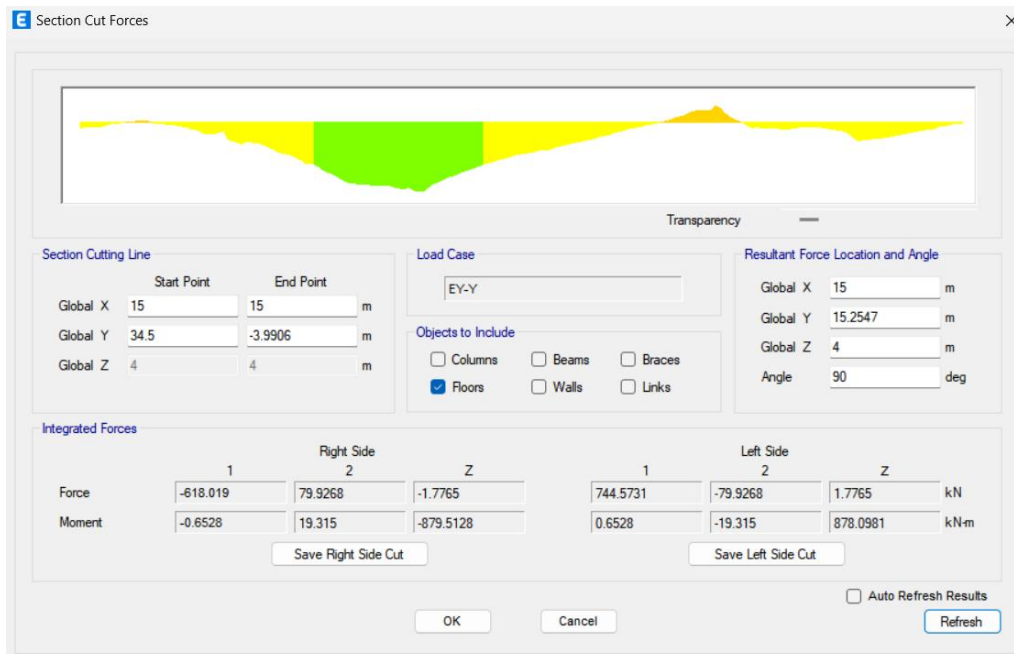 E Section Cut Forces
Transparency
Section Cutting Line
Start Point End Point
Global X 15 15 m
Global Y 34.5 -3.9906 m
Global Z 4 4 m
Load Case
EY-Y
Objects to Include
Columns Beams Braces
Floors Walls Links
Resultant Force Location and Angle
Global X 15 m
Global Y 15.2547 m
Global Z 4 m
Angle 90 deg
Integrated Forces
Right Side Left Side
1 2 Z 1 2 Z
Force -618.019 79.9268 -1.7765 744.5731 -79.9268 1.7765 kN
Moment -0.6528 19.315 -879.5128 0.6528 -19.315 878.0981 kN-m
Save Right Side Cut Save Left Side Cut
Auto Refresh Results
OK Cancel Refresh